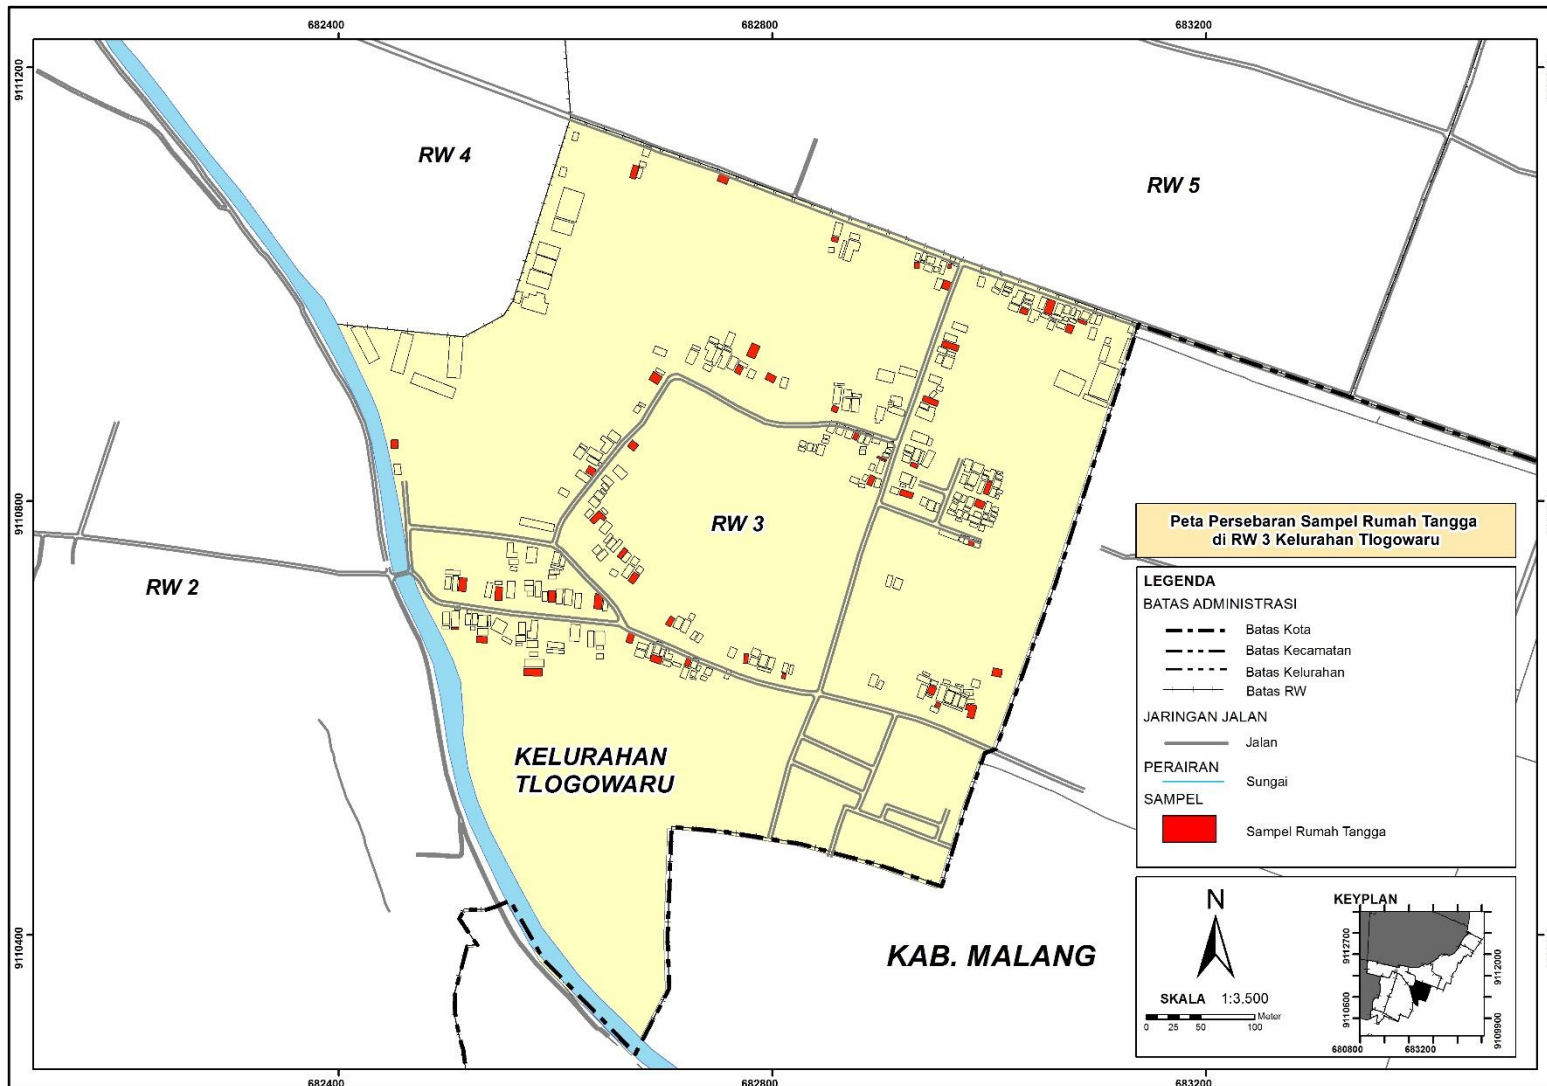 682400
682800
683200
9111200
RW 4
RW 5
9110800
RW 3
RW 2
Peta Persebaran Sampel Rumah Tangga
di RW 3 Kelurahan Tlogowaru
LEGENDA
BATAS ADMINISTRASI
Batas Kota
Batas Kecamatan
Batas Kelurahan
Batas RW
JARINGAN JALAN
Jalan
PERAIRAN
Sungai
SAMPEL
Sampel Rumah Tangga
KELURAHAN
TLOGOWARU
KAB. MALANG
9110400
N
SKALA 1:3.500
Meter
0 25 50 100
KEYPLAN
9112700
9112000
9110600
9109900
680800 683200
682400
682800
683200